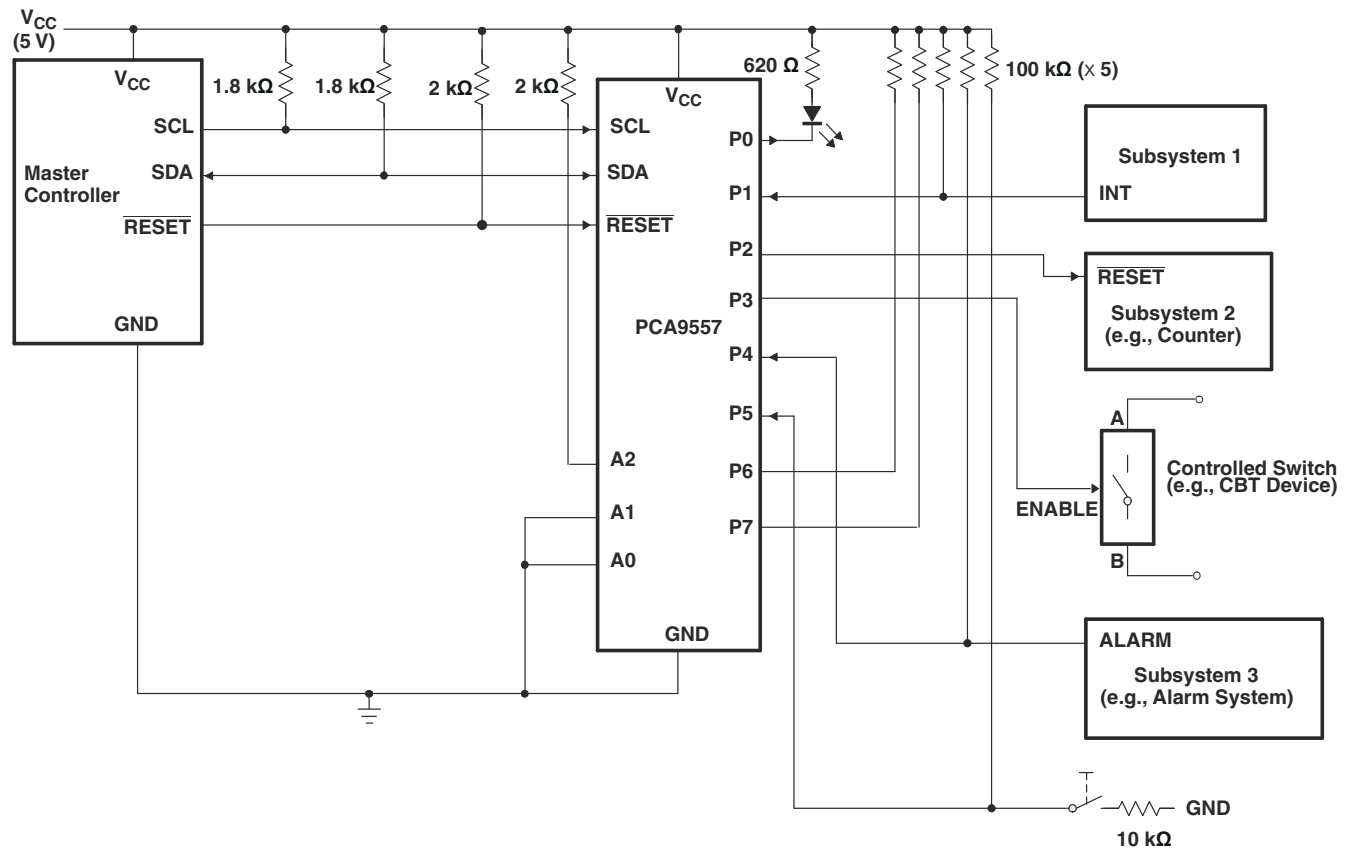 VCC
(5 V)
VCC
1.8 kΩ
1.8 kΩ
2 kΩ
2 kΩ
620 Ω
100 kΩ (x 5)
Master
Controller
SCL
SDA
RESET
GND
VCC
SCL
SDA
RESET
PCA9557
A2
A1
A0
GND
P0
P1
P2
P3
P4
P5
P6
P7
Subsystem 1
INT
RESET
Subsystem 2
(e.g., Counter)
A
Controlled Switch
(e.g., CBT Device)
ENABLE
B
ALARM
Subsystem 3
(e.g., Alarm System)
GND
10 kΩ